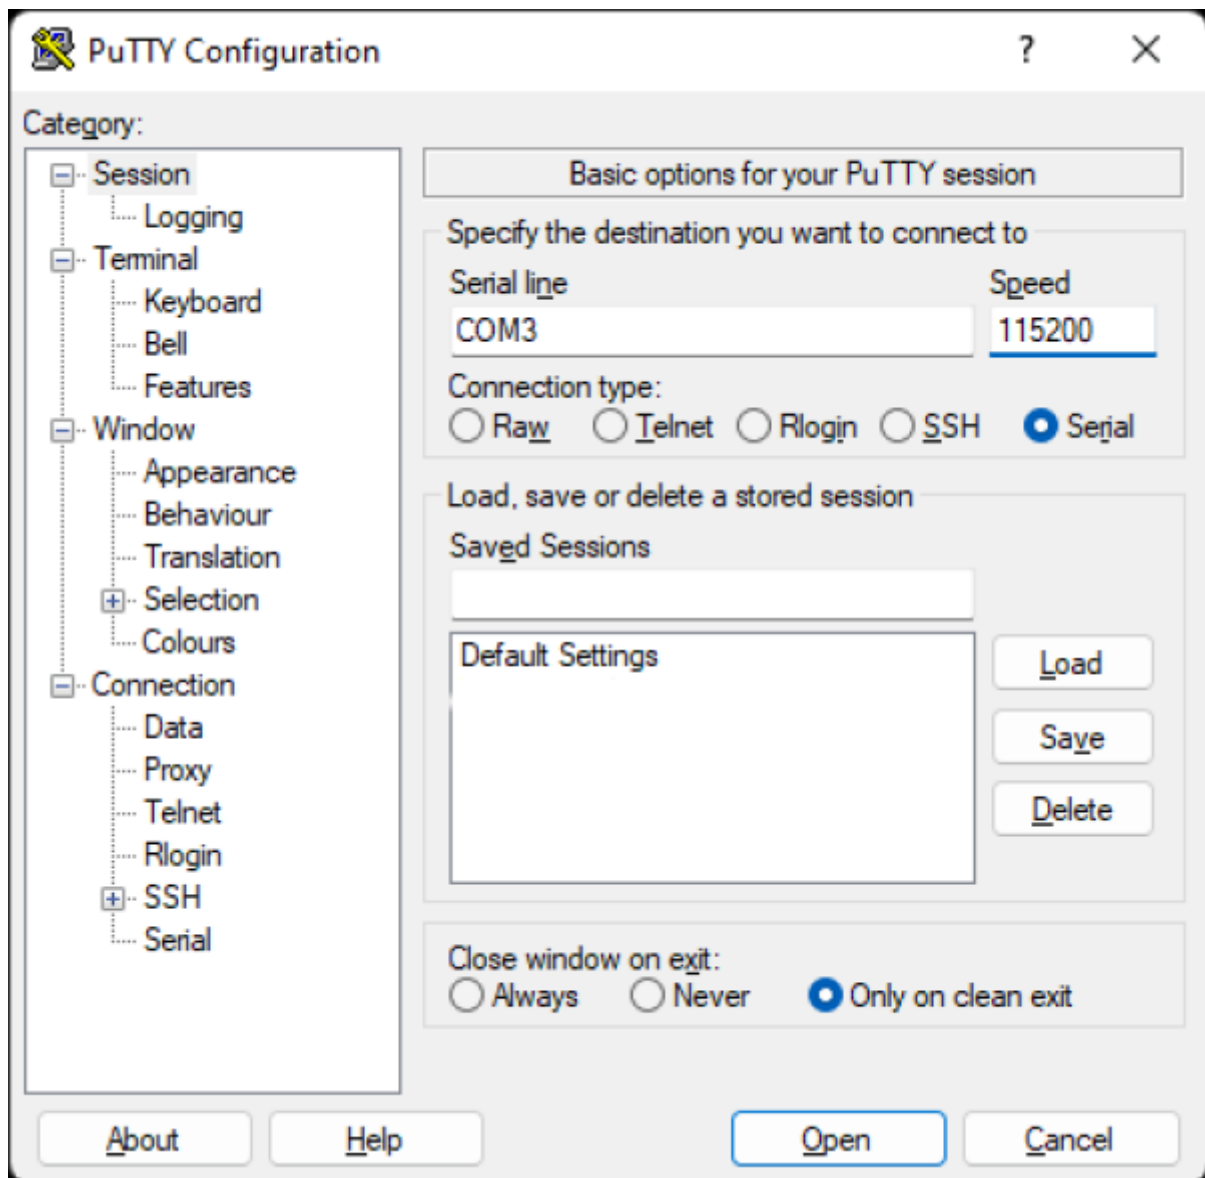 PuTTY Configuration
Category:
Session
Logging
Terminal
Keyboard
Bell
Features
Window
Appearance
Behaviour
Translation
Selection
Colours
Connection
Data
Proxy
Telnet
Rlogin
SSH
Serial
Basic options for your PuTTY session
Specify the destination you want to connect to
Serial line Speed
COM3 115200
Connection type:
Raw Telnet Rlogin SSH Serial
Load, save or delete a stored session
Saved Sessions
Default Settings
Load
Save
Delete
Close window on exit:
Always Never Only on clean exit
About Help Open Cancel